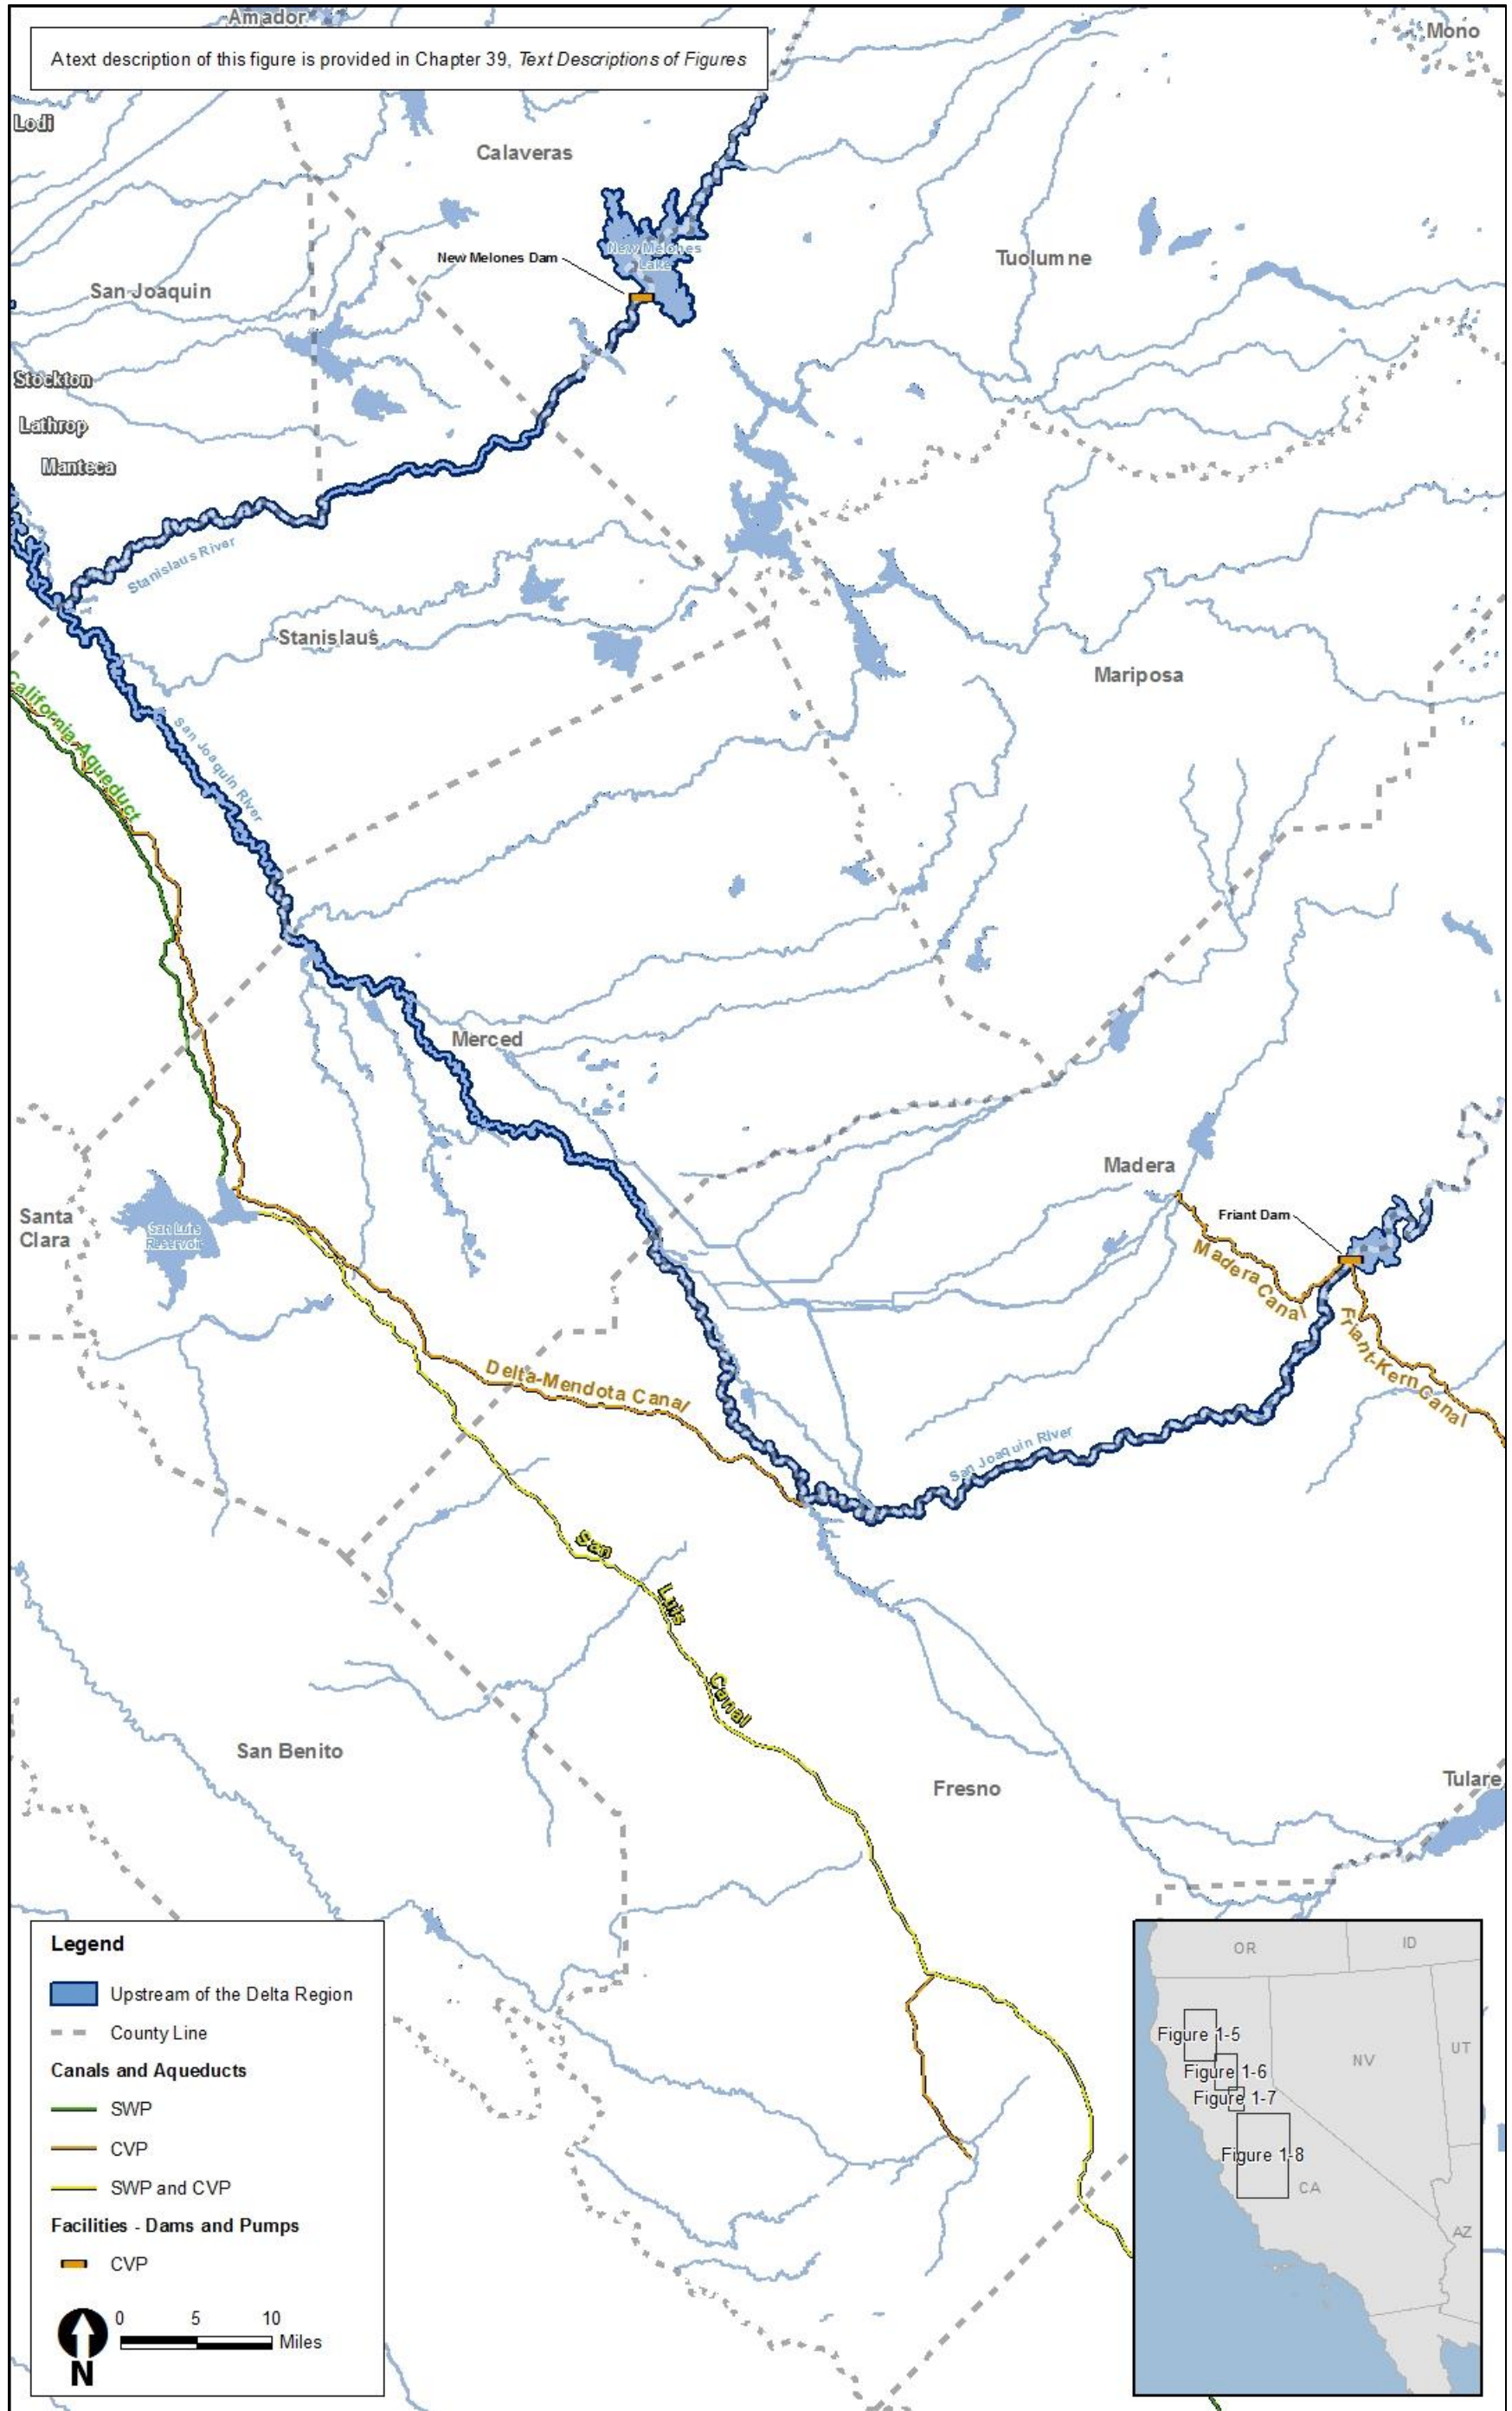 Amador
Mono
A text description of this figure is provided in Chapter 39, Text Descriptions of Figures
Lodi
Calaveras
New Melones
Lake
New Melones Dam
Tuolumne
San Joaquin
Stockton
Lathrop
Manteca
Stanislaus River
Stanislaus
Mariposa
California Aqueduct
San Joaquin River
Merced
Madera
Santa
Clara
San Luis
Reservoir
Friant Dam
Madera Canal
Friant-Kern Canal
Delta-Mendota Canal
San Joaquin River
San
Luis
Canal
San Benito
Fresno
Tulare
Legend
Upstream of the Delta Region
County Line
Canals and Aqueducts
SWP
CVP
SWP and CVP
Facilities - Dams and Pumps
CVP
0 5 10
Miles
N
OR
ID
Figure 1-5
NV
UT
Figure 1-6
Figure 1-7
Figure 1-8
CA
AZ